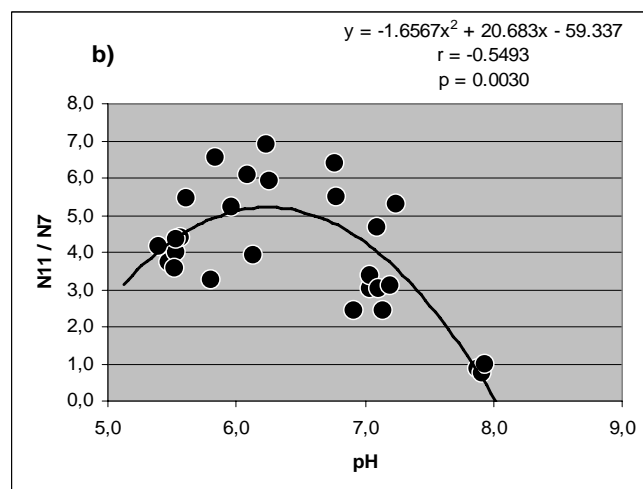 y = -1.6567x² + 20.683x - 59.337
r = -0.5493
p = 0.0030
b)
8,0
7,0
6,0
5,0
4,0
3,0
2,0
1,0
0,0
N11 / N7
5,0 6,0 7,0 8,0 9,0
pH